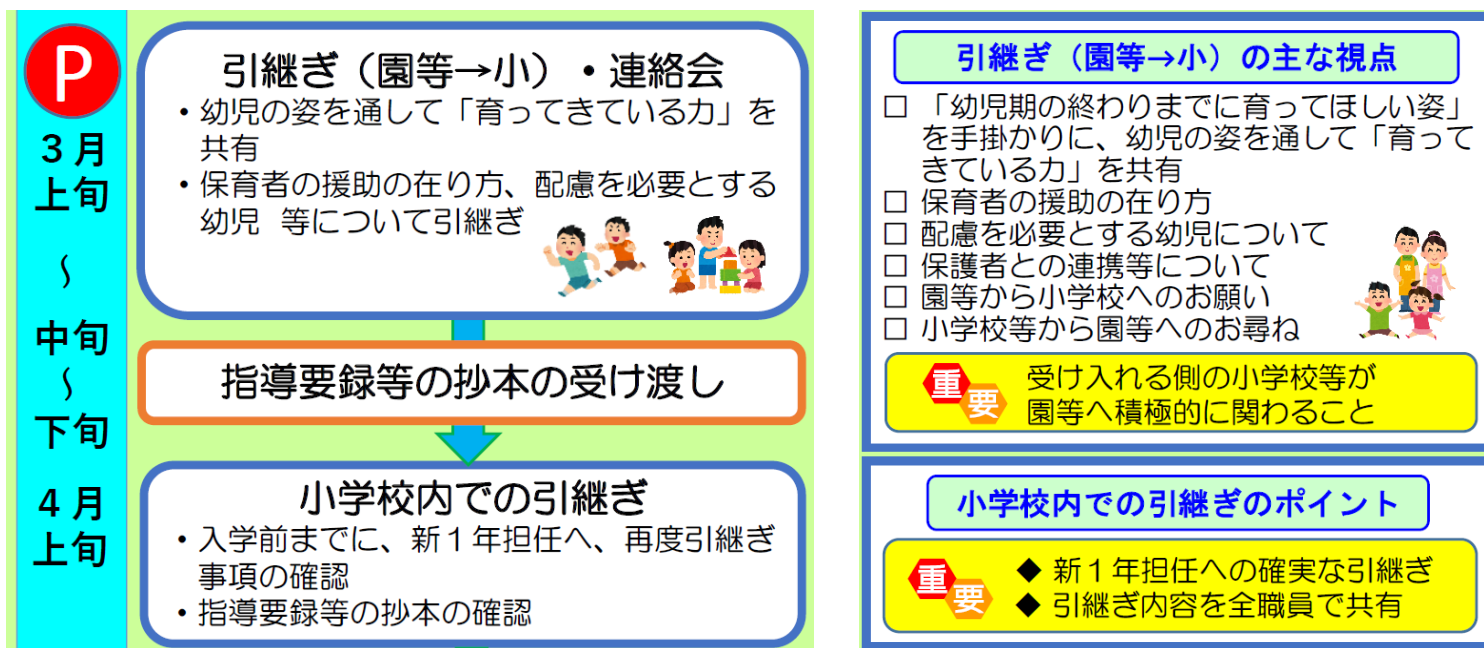 P
3月
上旬
～
中旬
～
下旬
4月
上旬
引継ぎ（園等→小）・連絡会
・幼児の姿を通して「育ってきている力」を
共有
・保育者の援助の在り方、配慮を必要とする
幼児 等について引継ぎ
指導要録等の抄本の受け渡し
小学校内での引継ぎ
・入学前までに、新１年担任へ、再度引継ぎ
事項の確認
・指導要録等の抄本の確認
引継ぎ（園等→小）の主な視点
□ 「幼児期の終わりまでに育ってほしい姿」
を手掛かりに、幼児の姿を通して「育って
きている力」を共有
□ 保育者の援助の在り方
□ 配慮を必要とする幼児について
□ 保護者との連携等について
□ 園等から小学校へのお願い
□ 小学校等から園等へのお尋ね
重要
受け入れる側の小学校等が
園等へ積極的に関わること
小学校内での引継ぎのポイント
重要
◆ 新１年担任への確実な引継ぎ
◆ 引継ぎ内容を全職員で共有